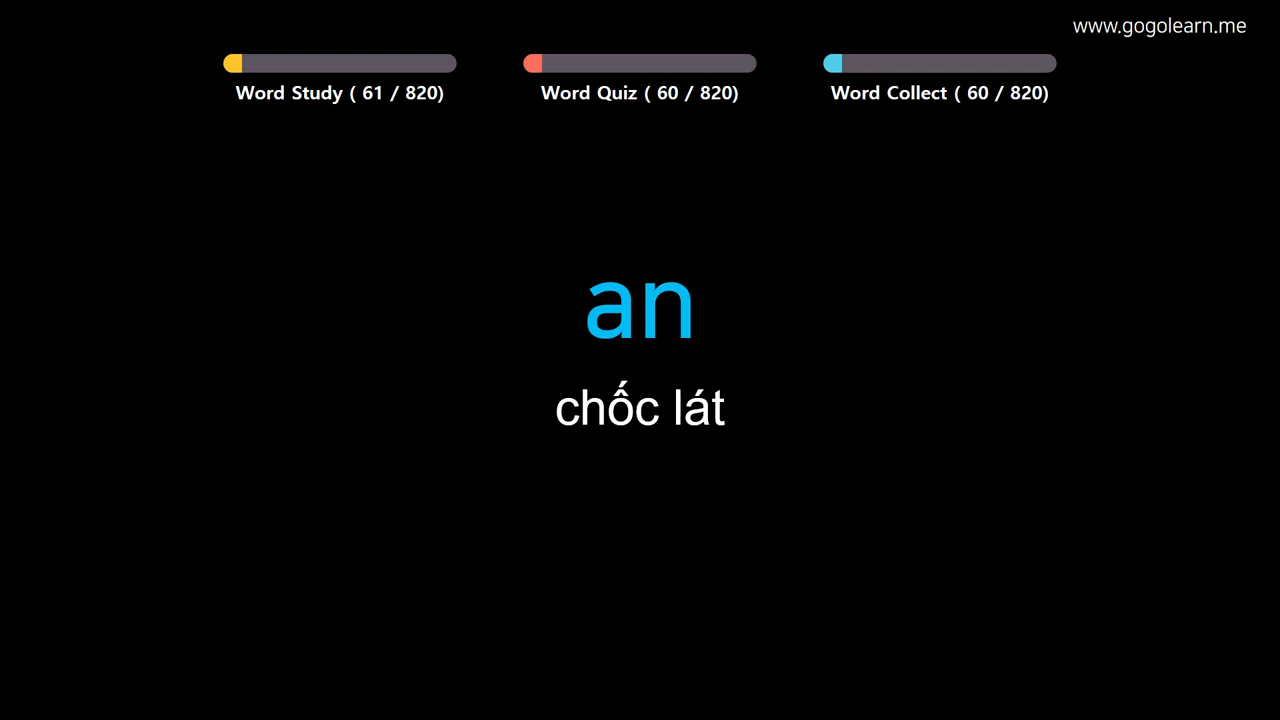 www.gogolearn.me
Word Study ( 61 / 820)
Word Quiz ( 60 / 820)
Word Collect ( 60 / 820)
an
chốc lát